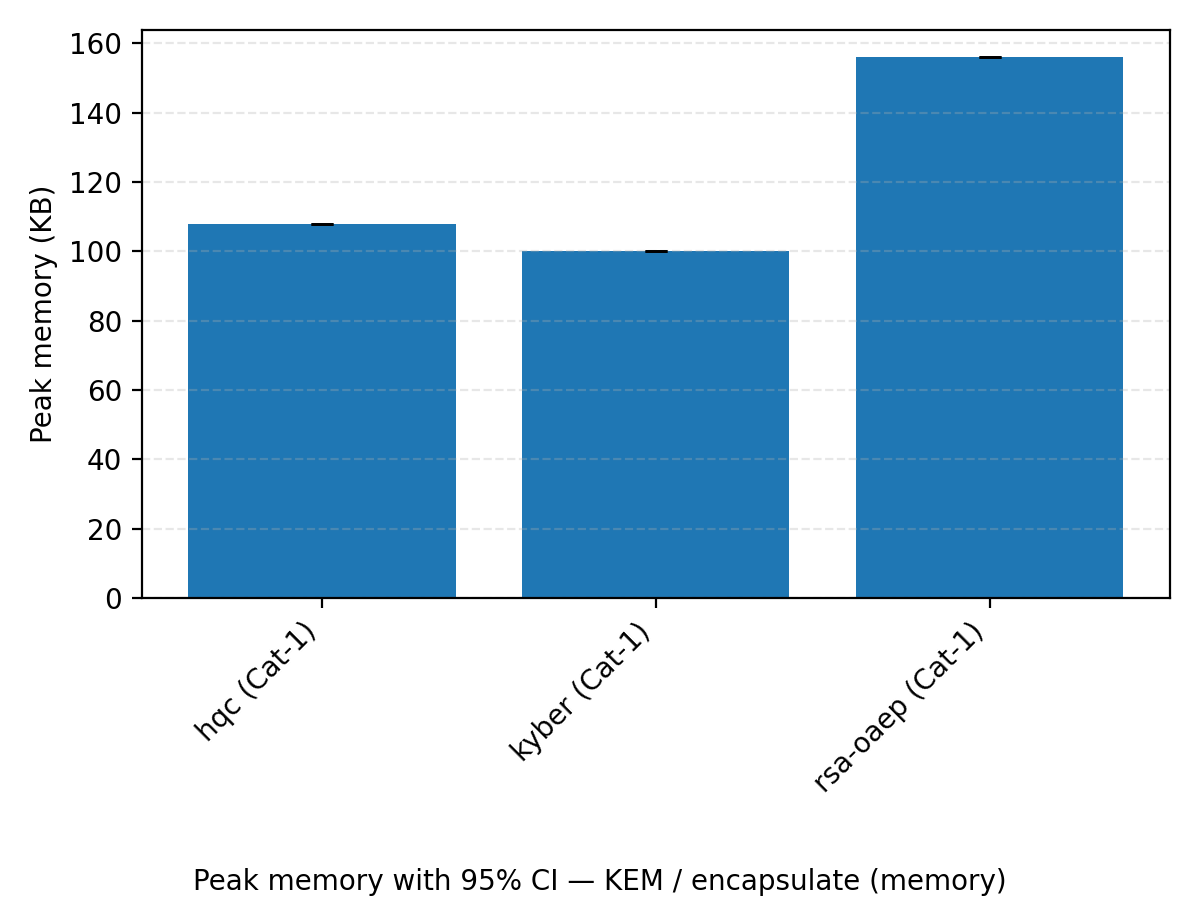 Peak memory (KB)
160
140
120
100
80
60
40
20
0
hqc (Cat-1)
kyber (Cat-1)
rsa-oaep (Cat-1)
Peak memory with 95% CI — KEM / encapsulate (memory)